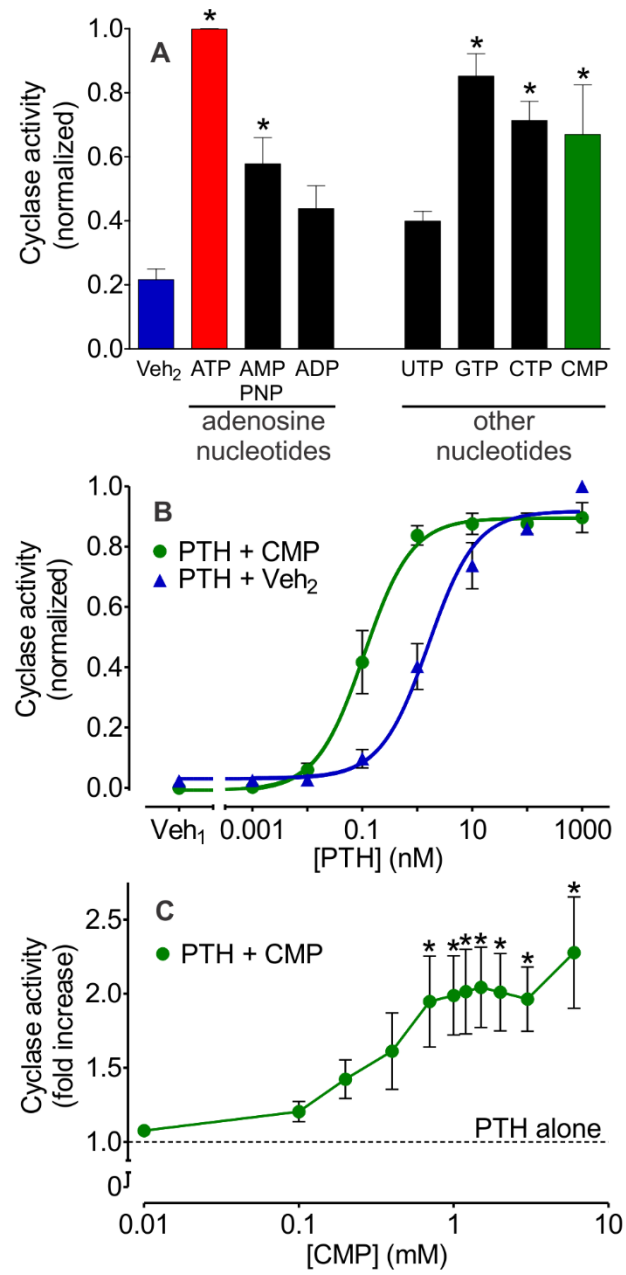 A
*
*
*
*
*
Cyclase activity
(normalized)
1.0
0.8
0.6
0.4
0.2
0.0
Veh₂ ATP AMP PNP ADP UTP GTP CTP CMP
adenosine
nucleotides
other
nucleotides
B
PTH + CMP
PTH + Veh₂
Cyclase activity
(normalized)
1.0
0.8
0.6
0.4
0.2
0.0
Veh₁ 0.001 0.1 10 1000
[PTH] (nM)
C
PTH + CMP
* * * * * * *
Cyclase activity
(fold increase)
2.5
2.0
1.5
1.0
0
PTH alone
0.01 0.1 1 10
[CMP] (mM)